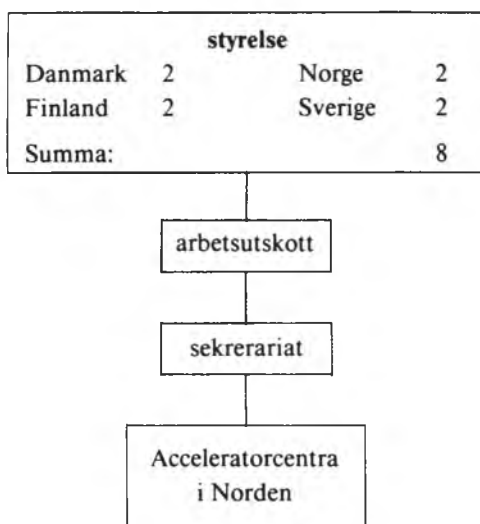 styrelse
Danmark 2 Norge 2
Finland 2 Sverige 2
Summa: 8
arbetsutskott
sekrerariat
Acceleratorcentra
i Norden